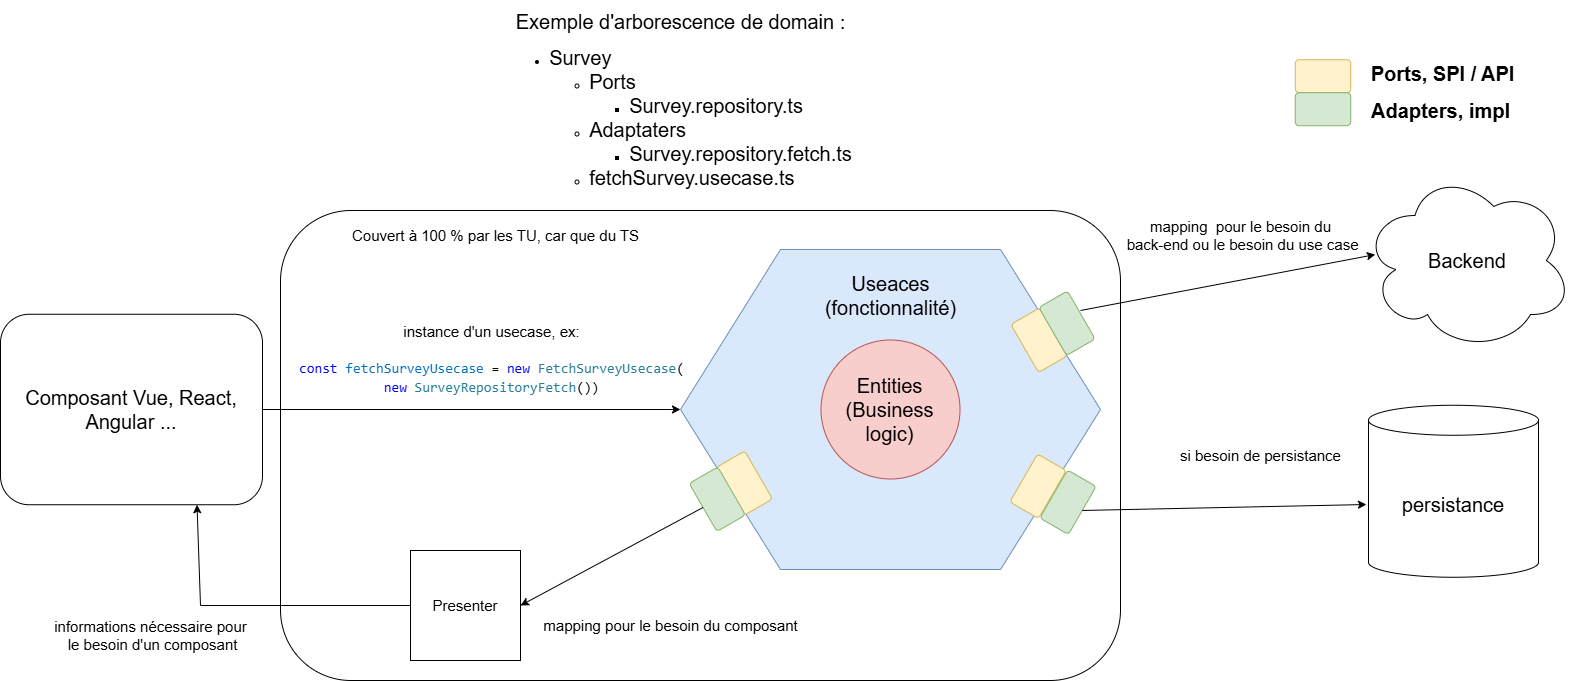 Exemple d'arborescence de domain :
Survey
Ports
Survey.repository.ts
Adaptaters
Survey.repository.fetch.ts
fetchSurvey.usecase.ts
Ports, SPI / API
Adapters, impl
Couvert à 100 % par les TU, car que du TS
mapping pour le besoin du
back-end ou le besoin du use case
Backend
Useaces
(fonctionnalité)
instance d'un usecase, ex:
const fetchSurveyUsecase = new FetchSurveyUsecase(
new SurveyRepositoryFetch())
Composant Vue, React,
Angular ...
Entities
(Business
logic)
si besoin de persistance
persistance
Presenter
mapping pour le besoin du composant
informations nécessaire pour
le besoin d'un composant